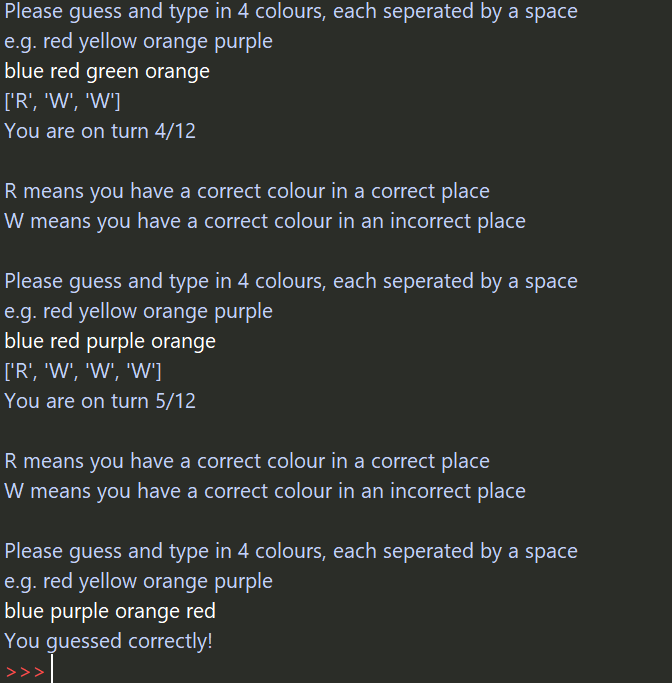 Please guess and type in 4 colours, each seperated by a space
e.g. red yellow orange purple
blue red green orange
['R', 'W', 'W']
You are on turn 4/12
R means you have a correct colour in a correct place
W means you have a correct colour in an incorrect place
Please guess and type in 4 colours, each seperated by a space
e.g. red yellow orange purple
blue red purple orange
['R', 'W', 'W', 'W']
You are on turn 5/12
R means you have a correct colour in a correct place
W means you have a correct colour in an incorrect place
Please guess and type in 4 colours, each seperated by a space
e.g. red yellow orange purple
blue purple orange red
You guessed correctly!
>>>